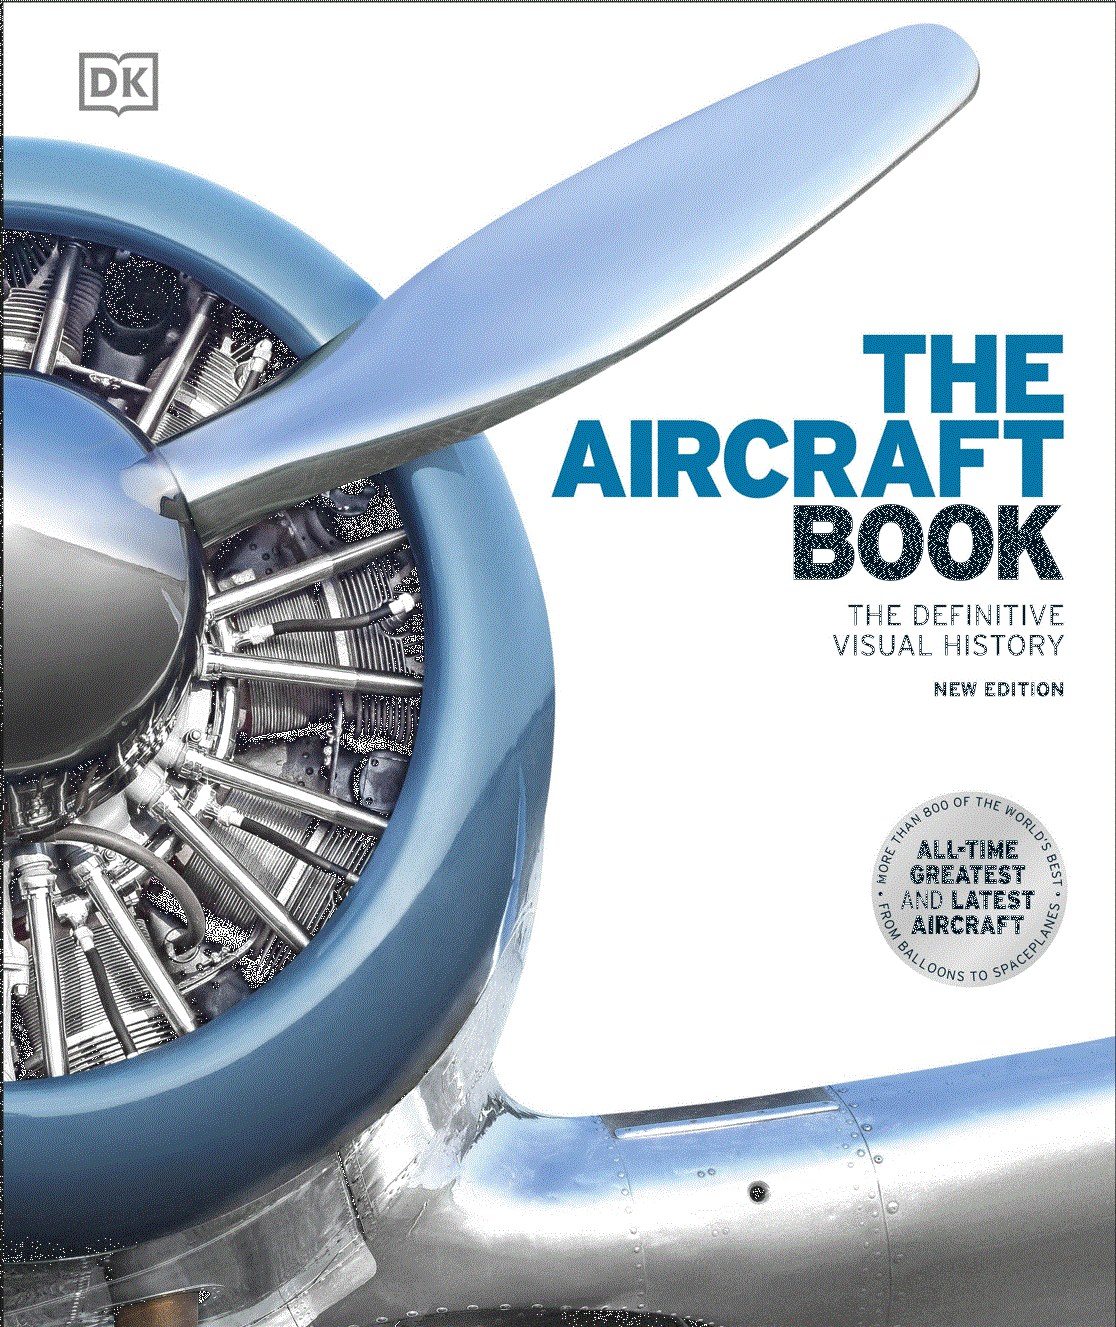 DK
THE
AIRCRAFT
BOOK
THE DEFINITIVE
VISUAL HISTORY
NEW EDITION
• MORE THAN 800 OF THE WORLD'S BEST •
ALL-TIME
GREATEST
AND LATEST
AIRCRAFT
FROM BALLOONS TO SPACEPLANES